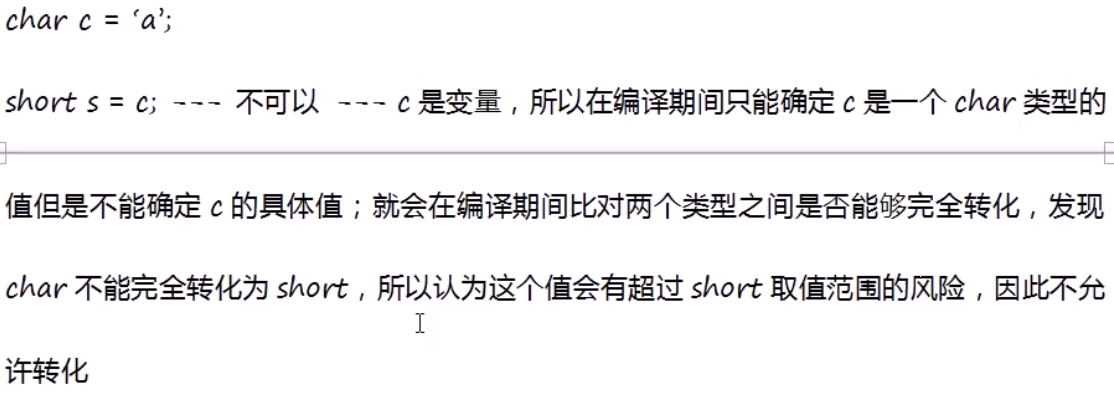 char c = ‘a’;
short s = c; --- 不可以 --- c 是变量，所以在编译期间只能确定 c 是一个 char 类型的
值但是不能确定 c 的具体值；就会在编译期间比对两个类型之间是否能够完全转化，发现
char 不能完全转化为 short，所以认为这个值会有超过 short 取值范围的风险，因此不允
许转化